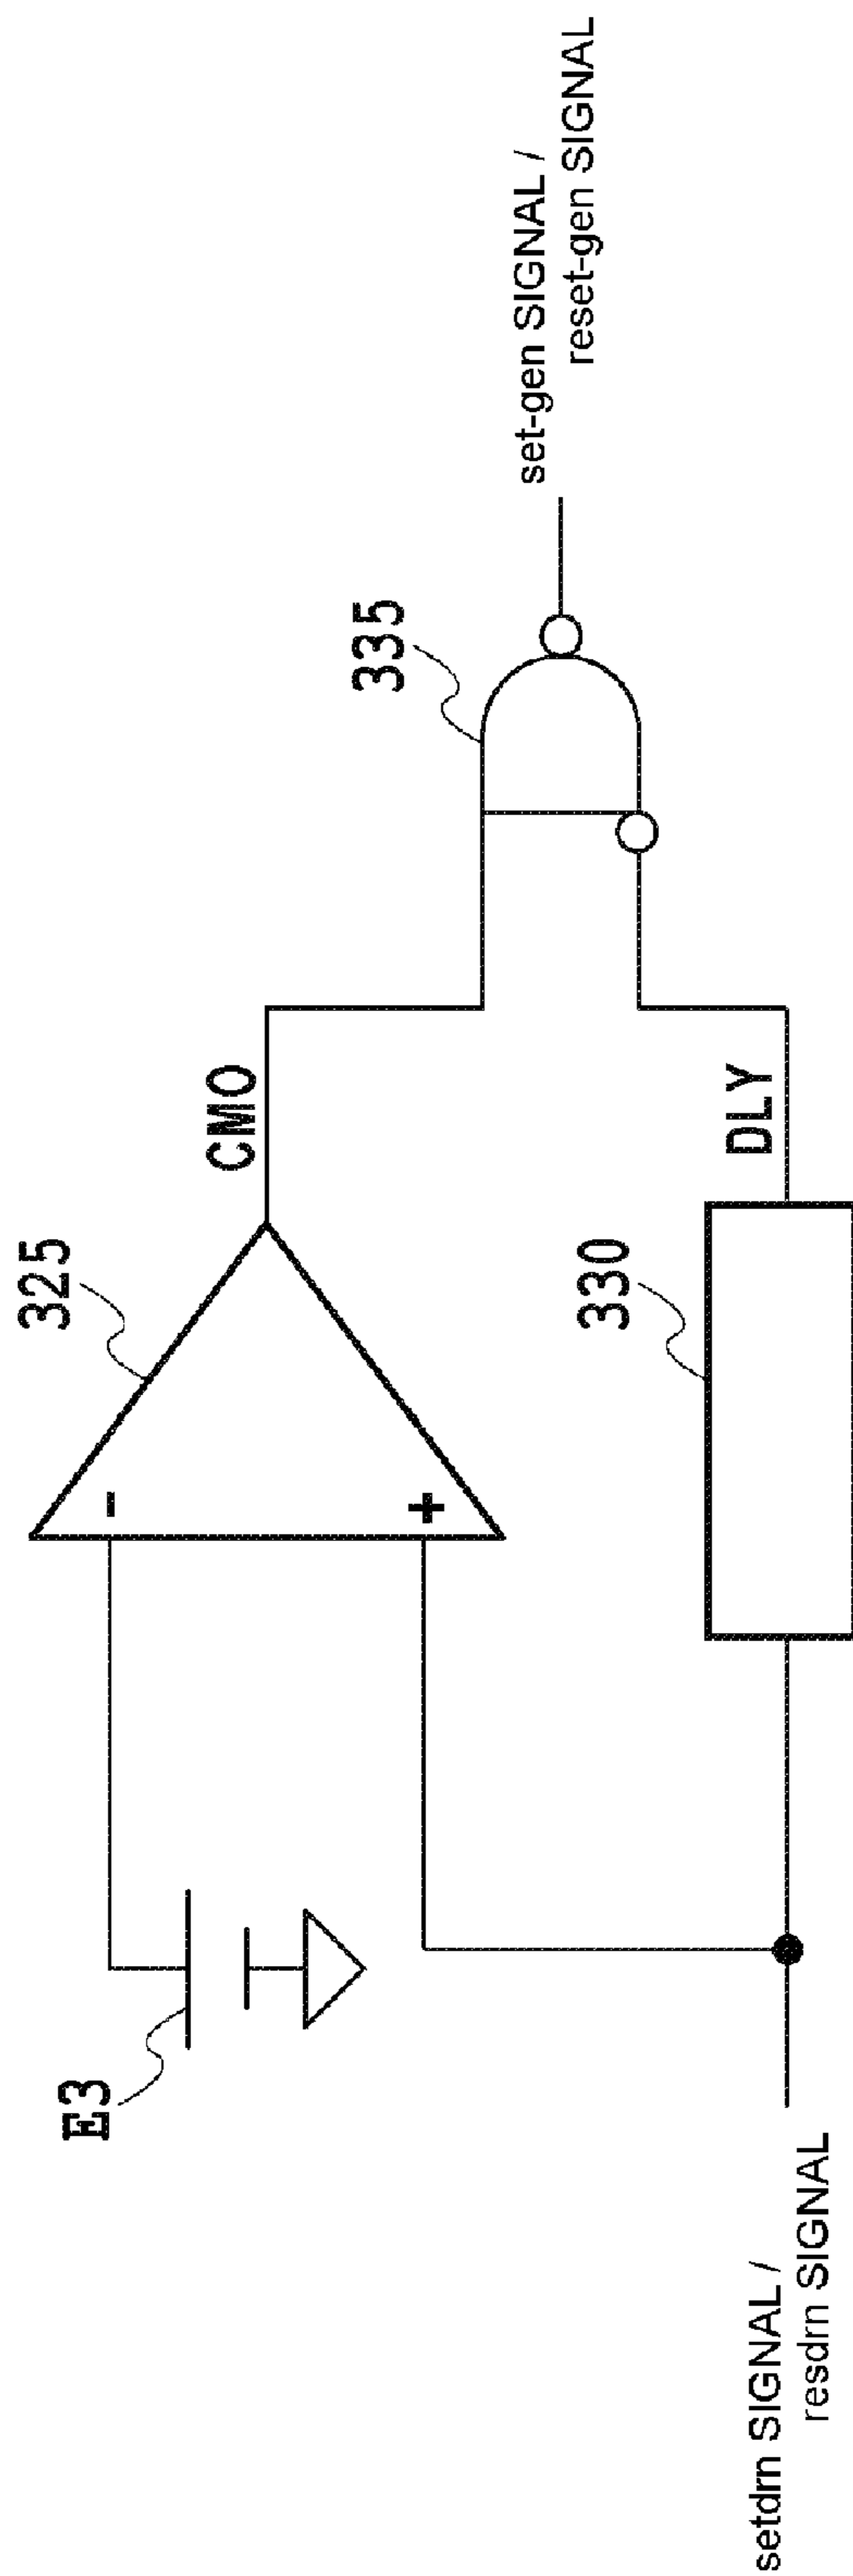 E3
325
-
+
CMO
335
set-gen SIGNAL /
reset-gen SIGNAL
setdrn SIGNAL /
resdrn SIGNAL
330
DLY